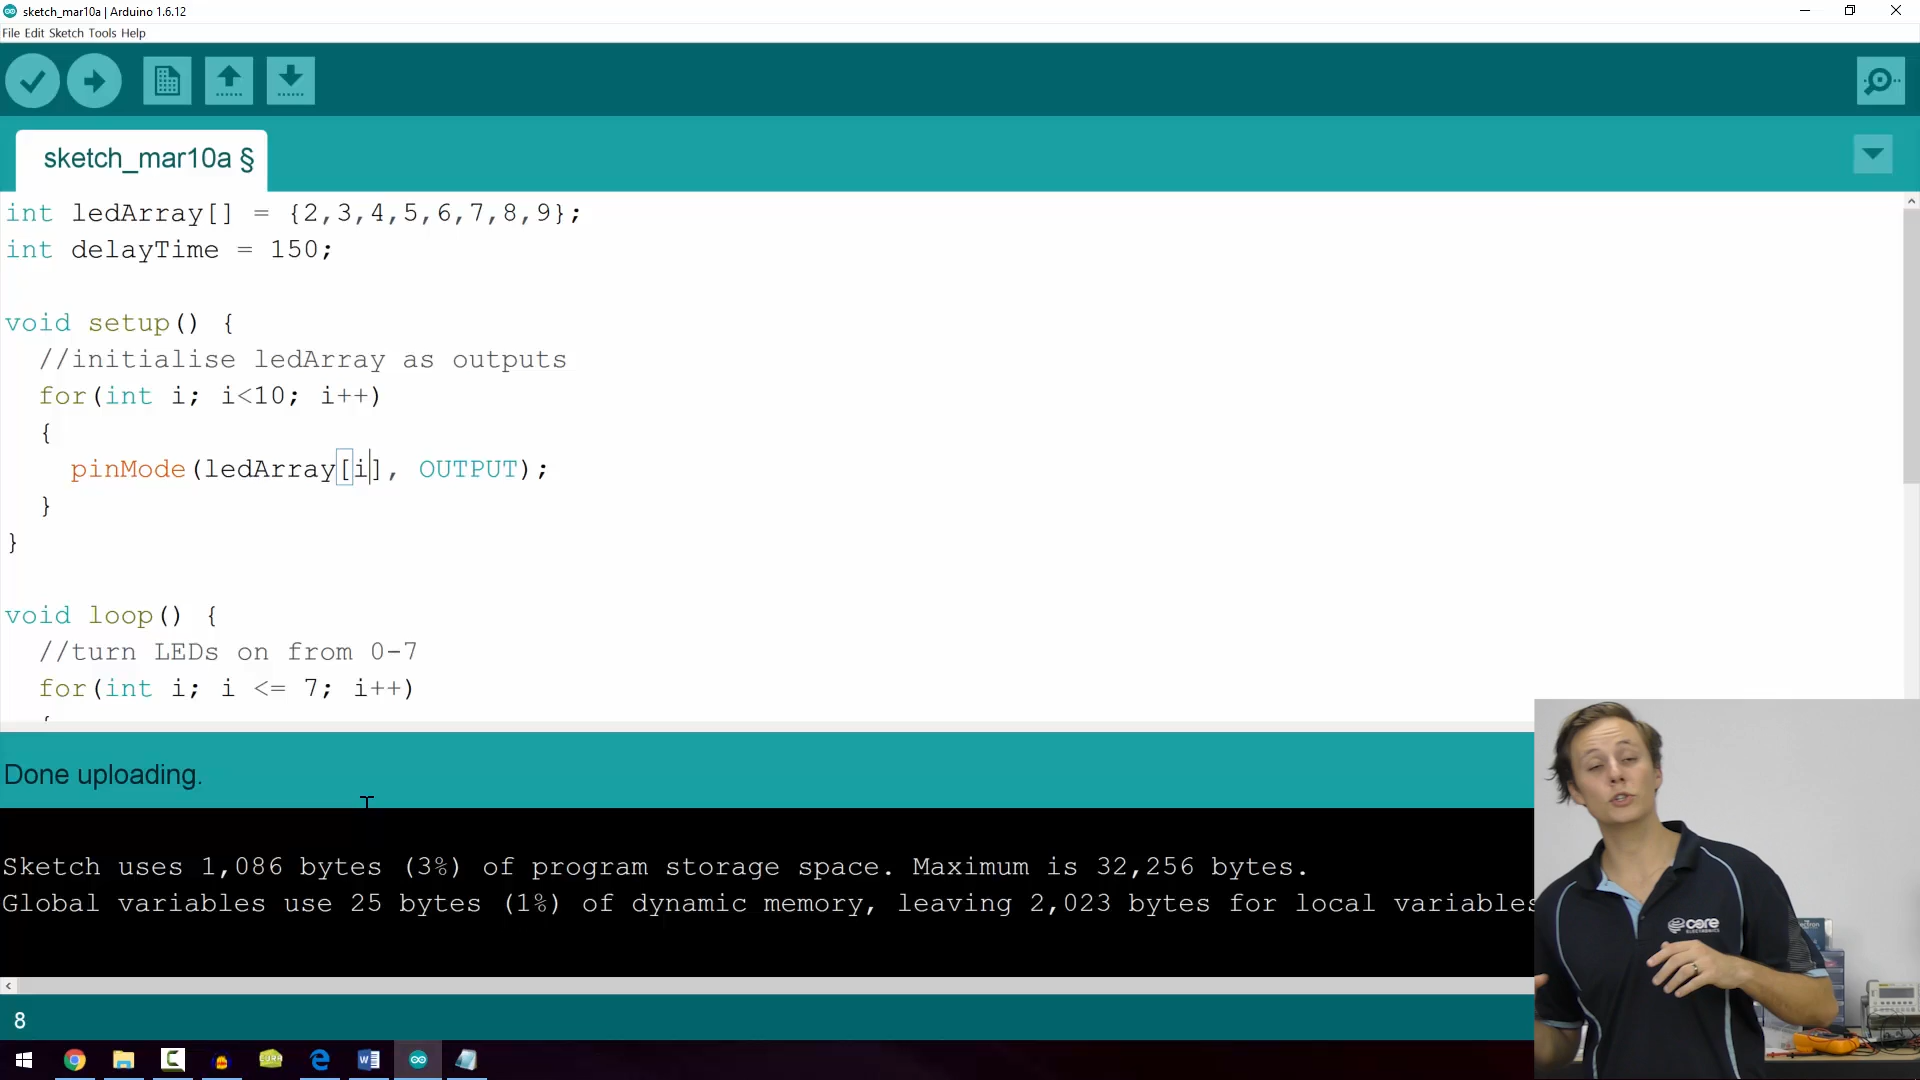 sketch_mar10a | Arduino 1.6.12
File Edit Sketch Tools Help
sketch_mar10a §
int ledArray[] = {2,3,4,5,6,7,8,9};
int delayTime = 150;
void setup() {
//initialise ledArray as outputs
for(int i; i<10; i++)
{
pinMode(ledArray[i], OUTPUT);
}
}
void loop() {
//turn LEDs on from 0-7
for(int i; i <= 7; i++)
{
Done uploading.
Sketch uses 1,086 bytes (3%) of program storage space. Maximum is 32,256 bytes.
Global variables use 25 bytes (1%) of dynamic memory, leaving 2,023 bytes for local variables
core
ELECTRONICS
8